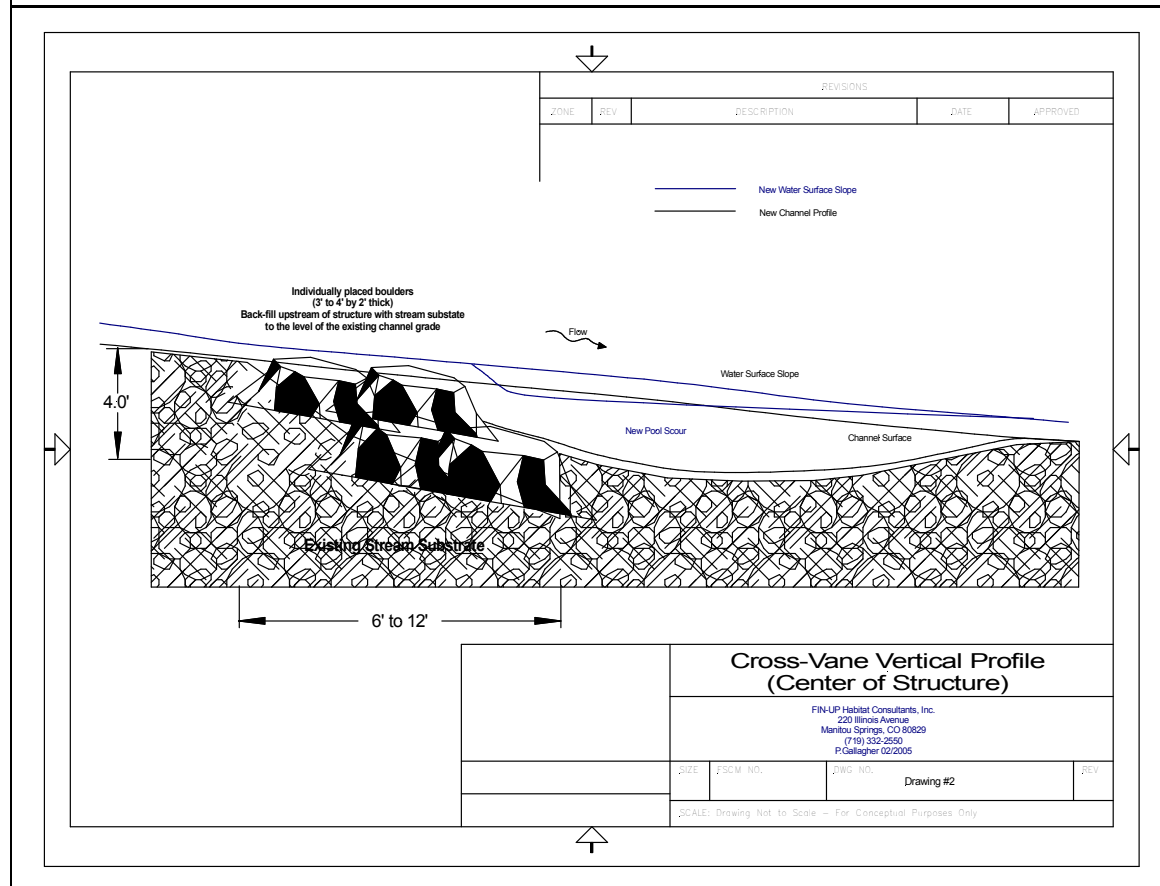 REVISIONS
ZONE REV DESCRIPTION DATE APPROVED
New Water Surface Slope
New Channel Profile
Individually placed boulders
(3' to 4' by 2' thick)
Back-fill upstream of structure with stream substate
to the level of the existing channel grade
Flow
Water Surface Slope
4.0'
New Pool Scour
Channel Surface
Existing Stream Substrate
6' to 12'
Cross-Vane Vertical Profile
(Center of Structure)
FIN-UP Habitat Consultants, Inc.
220 Illinois Avenue
Manitou Springs, CO 80829
(719) 332-2550
P.Gallagher 02/2005
SIZE FSCM NO. DWG NO. REV
Drawing #2
SCALE: Drawing Not to Scale - For Conceptual Purposes Only